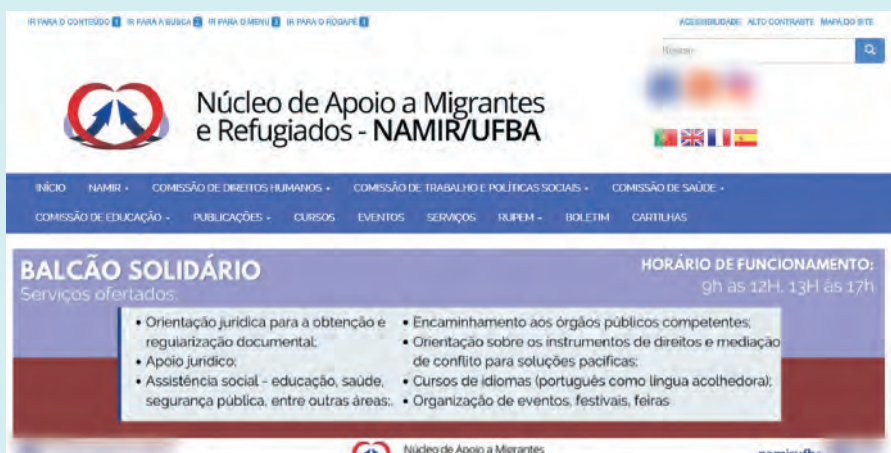 IR PARA O CONTEÚDO 1 IR PARA A BUSCA 2 IR PARA O MENU 3 IR PARA O RODAPÉ 4
ACESSIBILIDADE ALTO CONTRASTE MAPA DO SITE
Buscar
Núcleo de Apoio a Migrantes
e Refugiados - NAMIR/UFBA
INÍCIO NAMIR COMISSÃO DE DIREITOS HUMANOS COMISSÃO DE TRABALHO E POLÍTICAS SOCIAIS COMISSÃO DE SAÚDE
COMISSÃO DE EDUCAÇÃO PUBLICAÇÕES CURSOS EVENTOS SERVIÇOS RUPEM BOLETIM CARTILHAS
BALCÃO SOLIDÁRIO
Serviços ofertados:
HORÁRIO DE FUNCIONAMENTO:
9h às 12H, 13H às 17h
• Orientação jurídica para a obtenção e
regularização documental;
• Apoio jurídico;
• Assistência social - educação, saúde,
segurança pública, entre outras áreas;
• Encaminhamento aos órgãos públicos competentes;
• Orientação sobre os instrumentos de direitos e mediação
de conflito para soluções pacíficas;
• Cursos de idiomas (português como língua acolhedora);
• Organização de eventos, festivais, feiras
Núcleo de Apoio a Migrantes